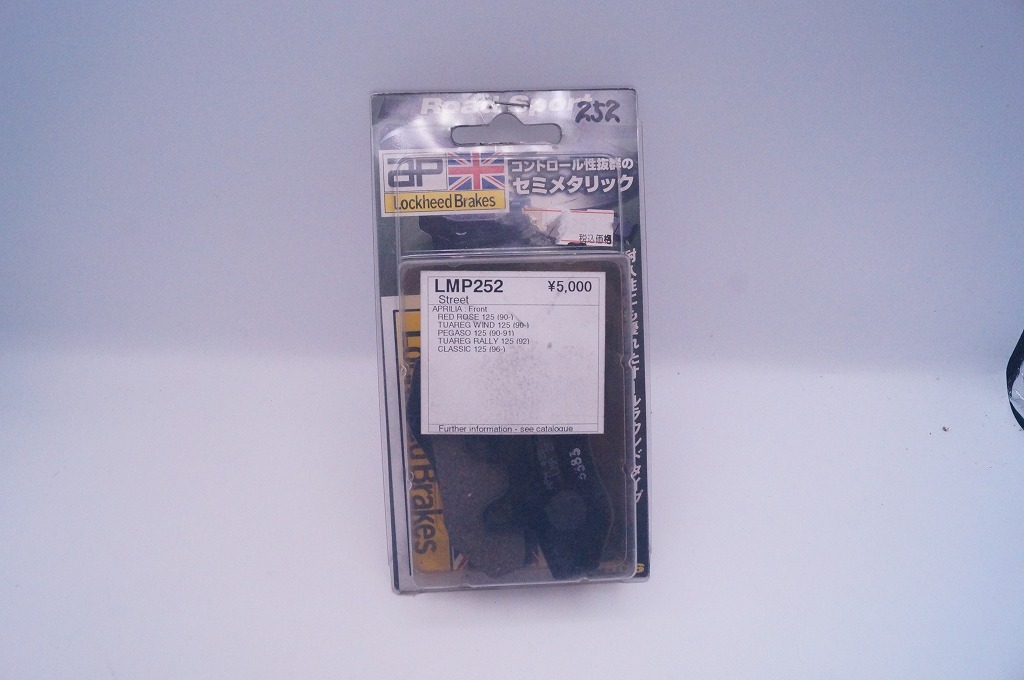 Road Sport
252
AP
Lockheed Brakes
コントロール性抜群の
セミメタリック
税込価格
LMP252 ¥5,000
Street
APRILIA : Front
RED ROSE 125 (90-)
TUAREG WIND 125 (90-)
PEGASO 125 (90-91)
TUAREG RALLY 125 (92)
CLASSIC 125 (96-)
Further information - see catalogue
5583
Brakes